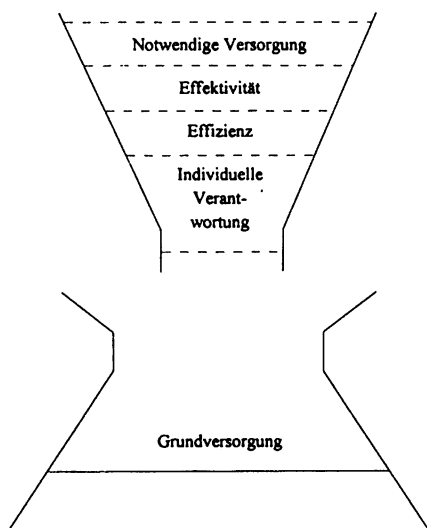 Notwendige Versorgung
Effektivität
Effizienz
Individuelle
Verant-
wortung
Grundversorgung